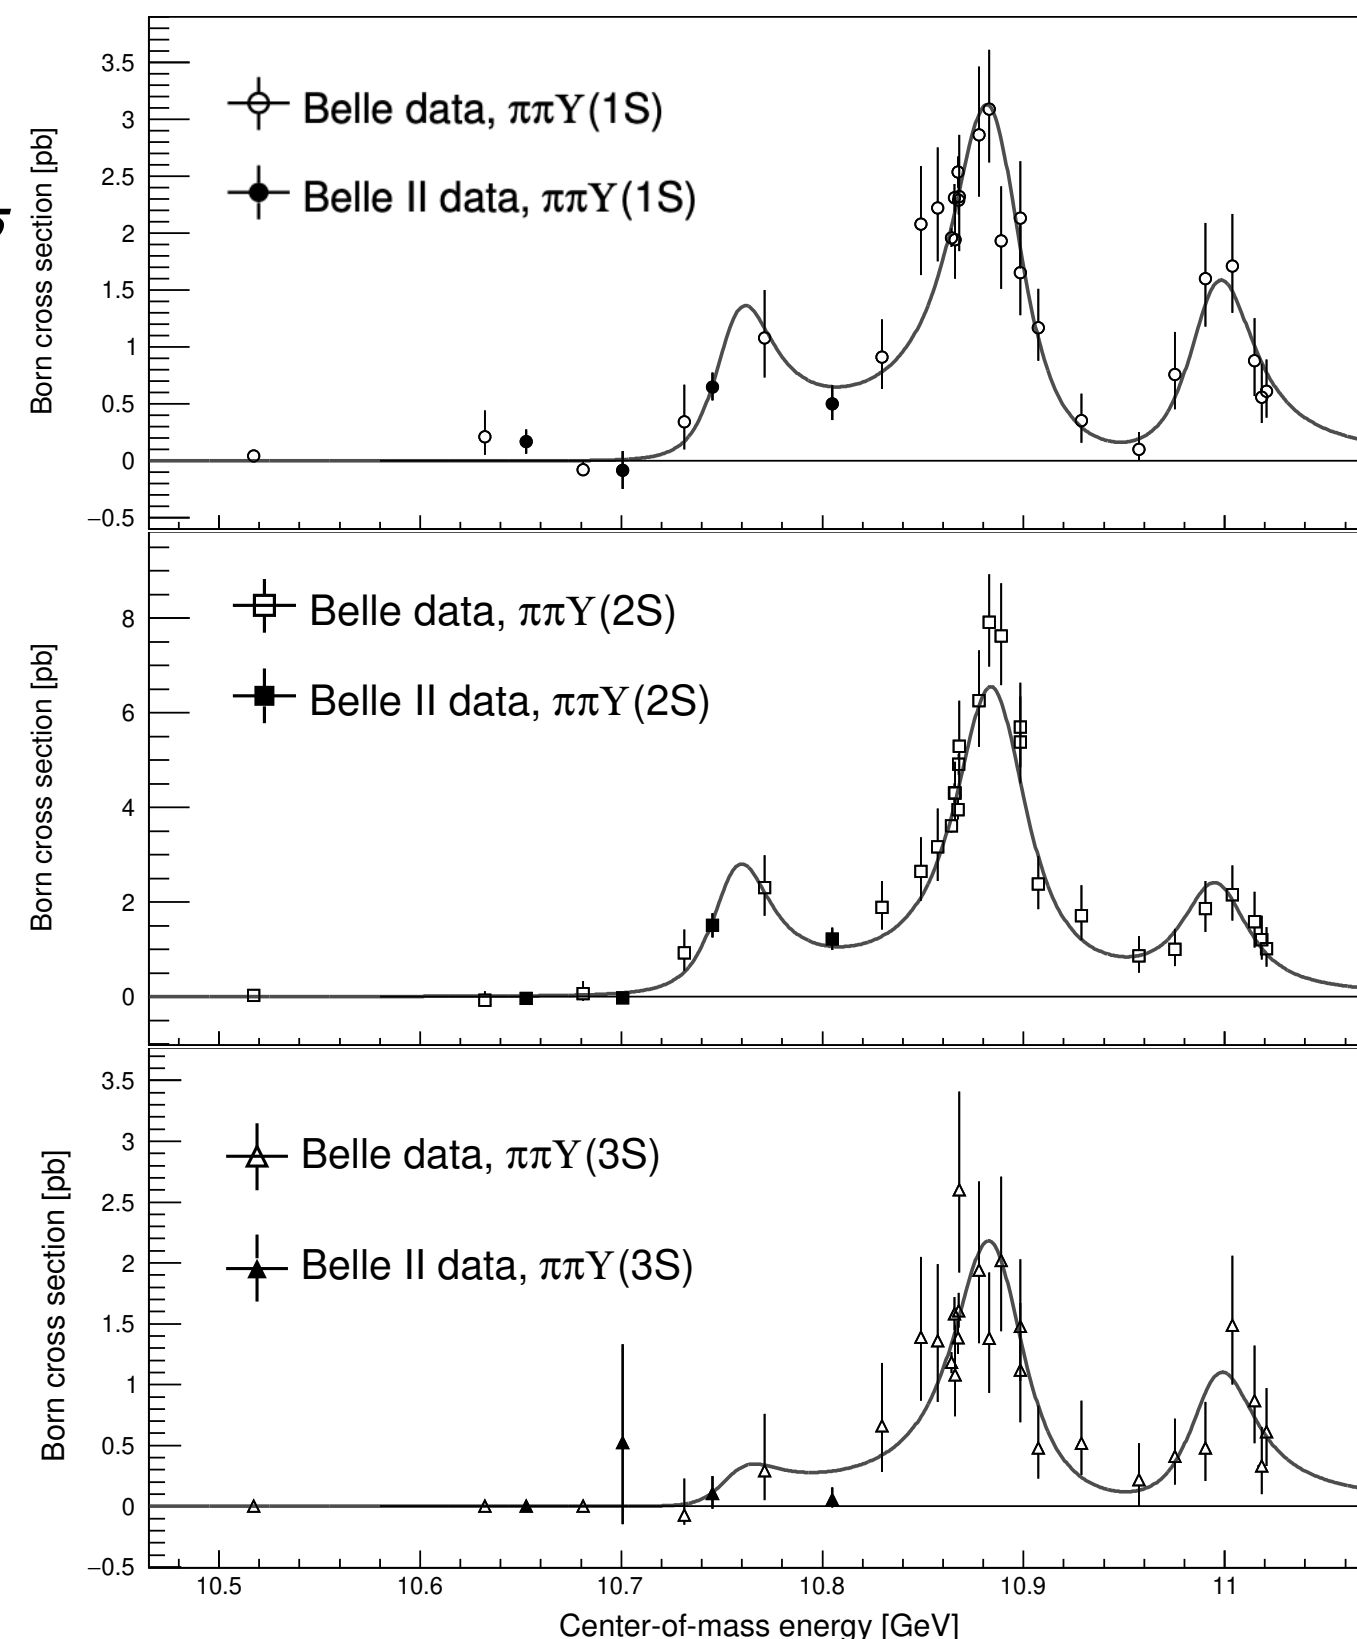 Born cross section [pb]
3.5
3
2.5
2
1.5
1
0.5
0
−0.5
Belle data, ππΥ(1S)
Belle II data, ππΥ(1S)
Born cross section [pb]
8
6
4
2
0
Belle data, ππΥ(2S)
Belle II data, ππΥ(2S)
Born cross section [pb]
3.5
3
2.5
2
1.5
1
0.5
0
−0.5
Belle data, ππΥ(3S)
Belle II data, ππΥ(3S)
10.5 10.6 10.7 10.8 10.9 11
Center-of-mass energy [GeV]